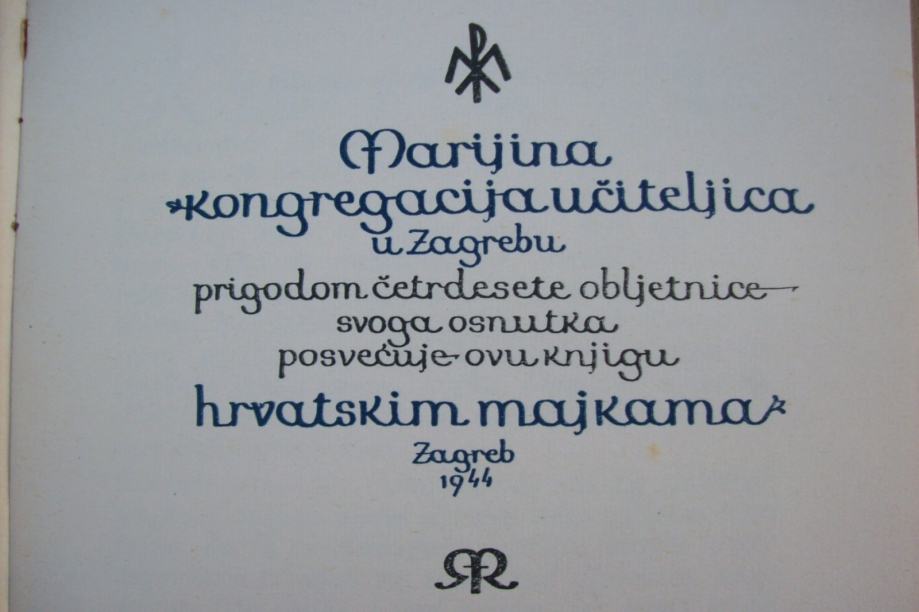 Marijina
kongregacija učiteljica
u Zagrebu
prigodom četrdesete obljetnice
svoga osnutka
posvećuje ovu knjigu
hrvatskim majkama
Zagreb
1944